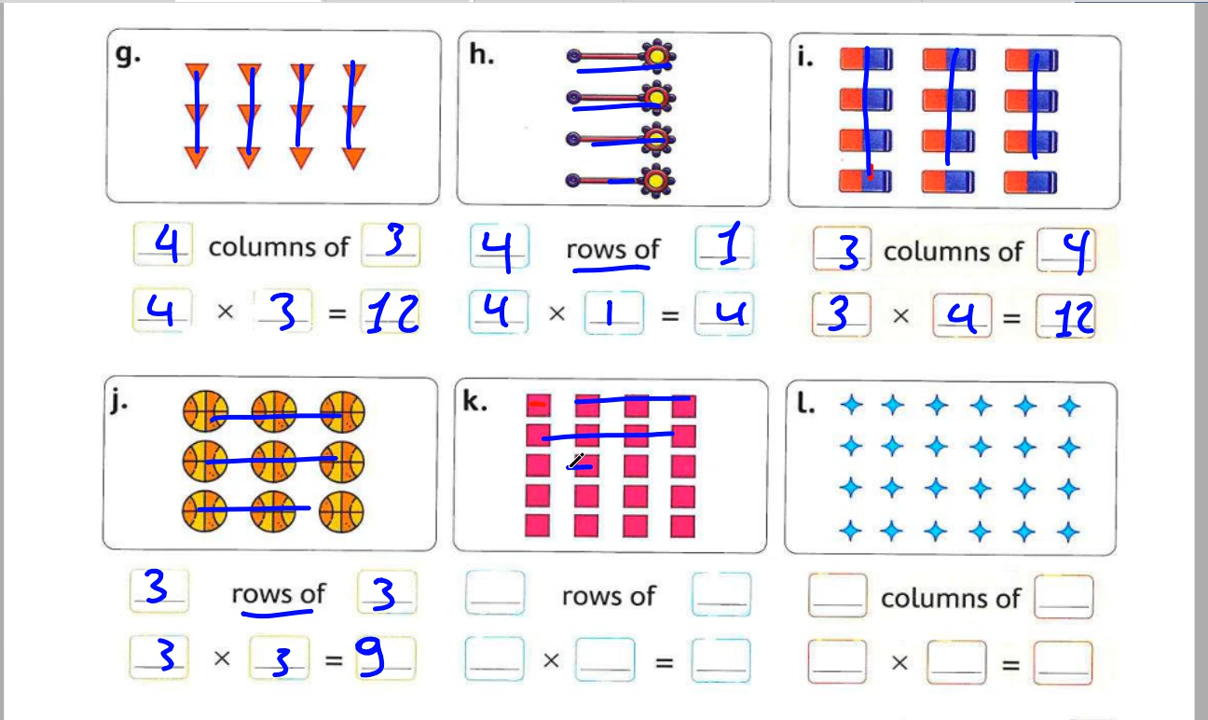 g. h. i.
4 columns of 3 4 rows of 1 3 columns of 4
4 × 3 = 12 4 × 1 = 4 3 × 4 = 12
j. k. l.
3 rows of 3 rows of columns of
3 × 3 = 9 × = × =